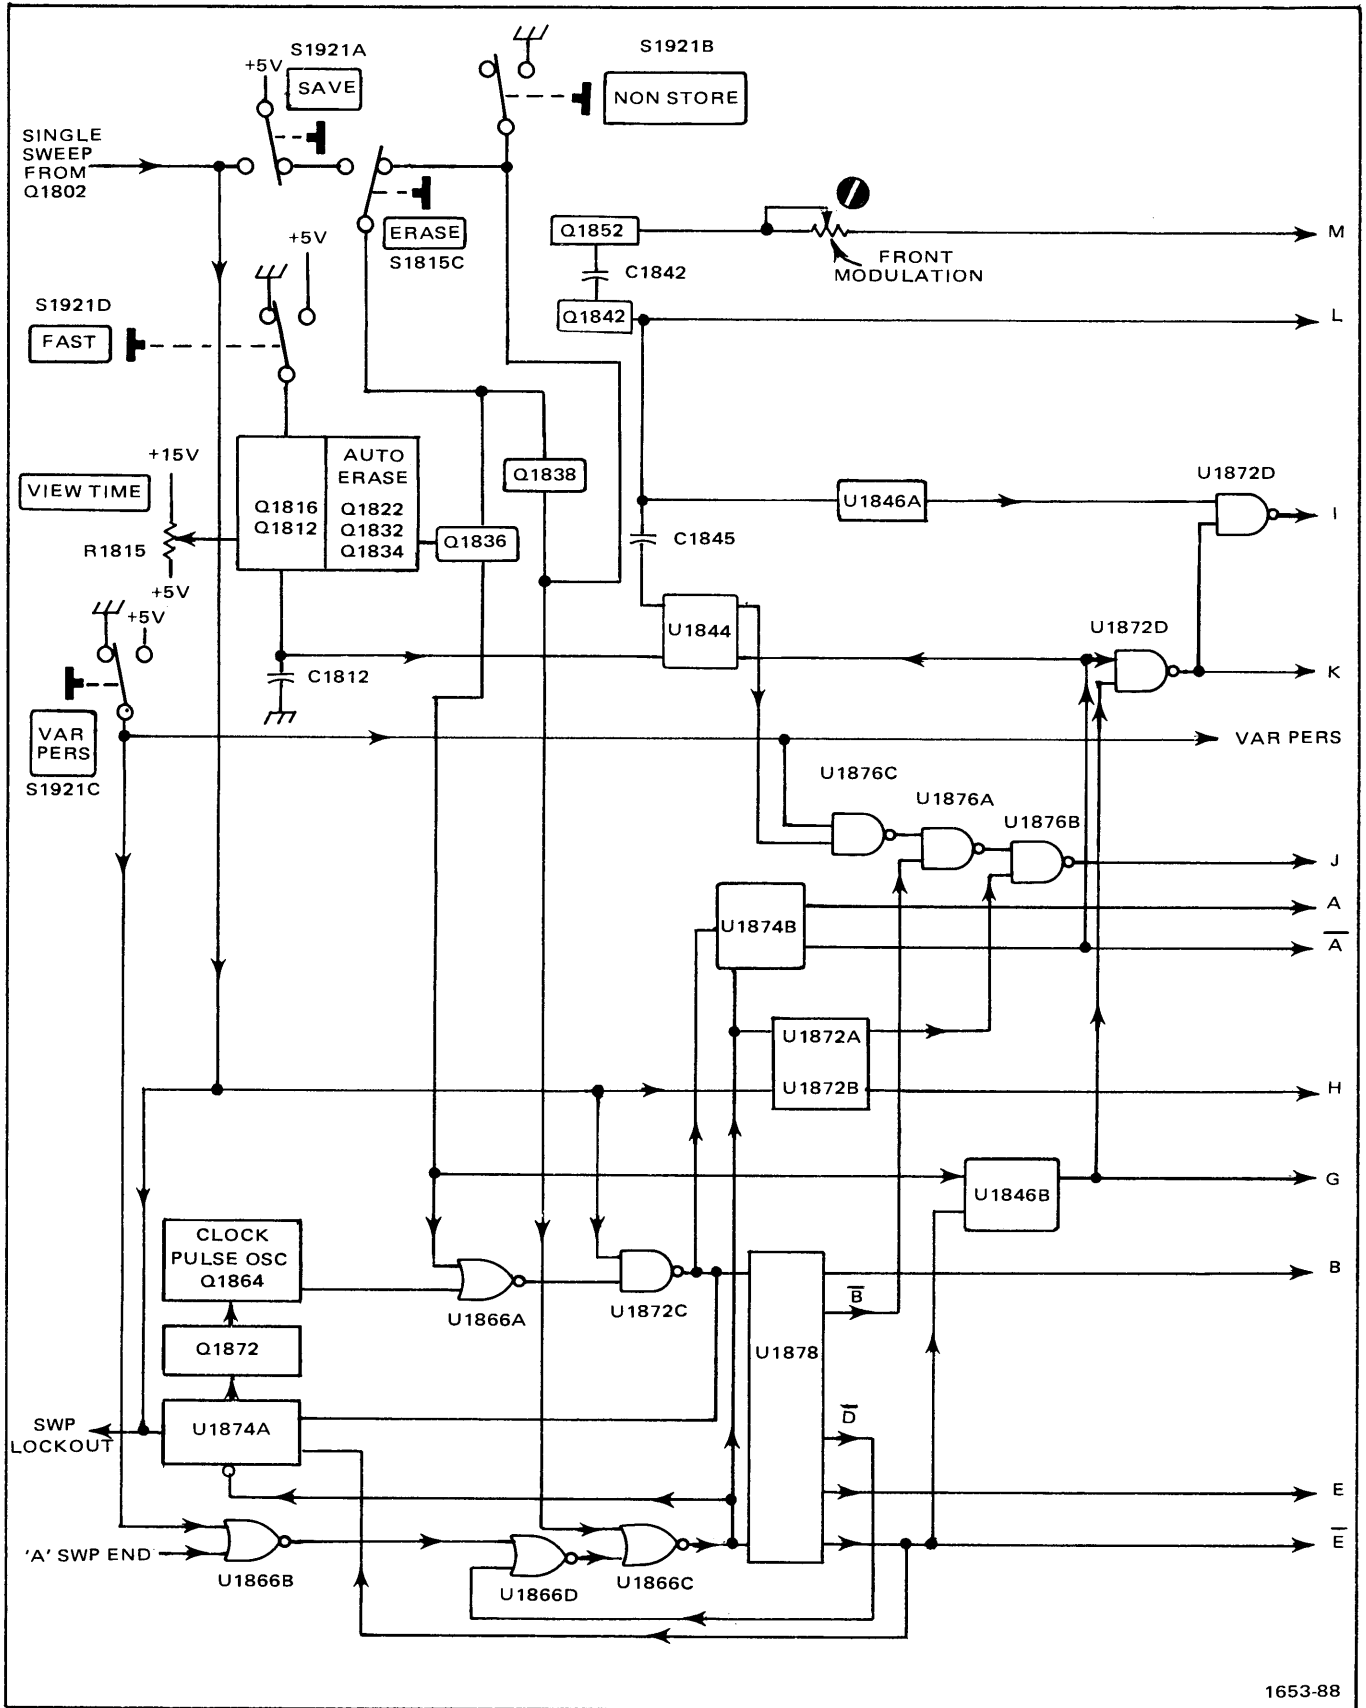 S1921A
S1921B
+5V
SAVE
NON STORE
SINGLE
SWEEP
FROM
Q1802
ERASE
S1815C
+5V
Q1852
C1842
Q1842
FRONT
MODULATION
M
L
S1921D
FAST
+15V
VIEW TIME
R1815
+5V
Q1816
Q1812
AUTO
ERASE
Q1822
Q1832
Q1834
Q1836
Q1838
U1846A
U1872D
I
C1845
U1844
U1872D
K
+5V
C1812
VAR
PERS
S1921C
VAR PERS
U1876C
U1876A
U1876B
J
U1874B
A
A̅
U1872A
U1872B
H
U1846B
G
CLOCK
PULSE OSC
Q1864
U1866A
U1872C
B
B̅
Q1872
U1878
SWP
LOCKOUT
U1874A
D̅
E
'A' SWP END
U1866B
U1866D
U1866C
E̅
1653-88